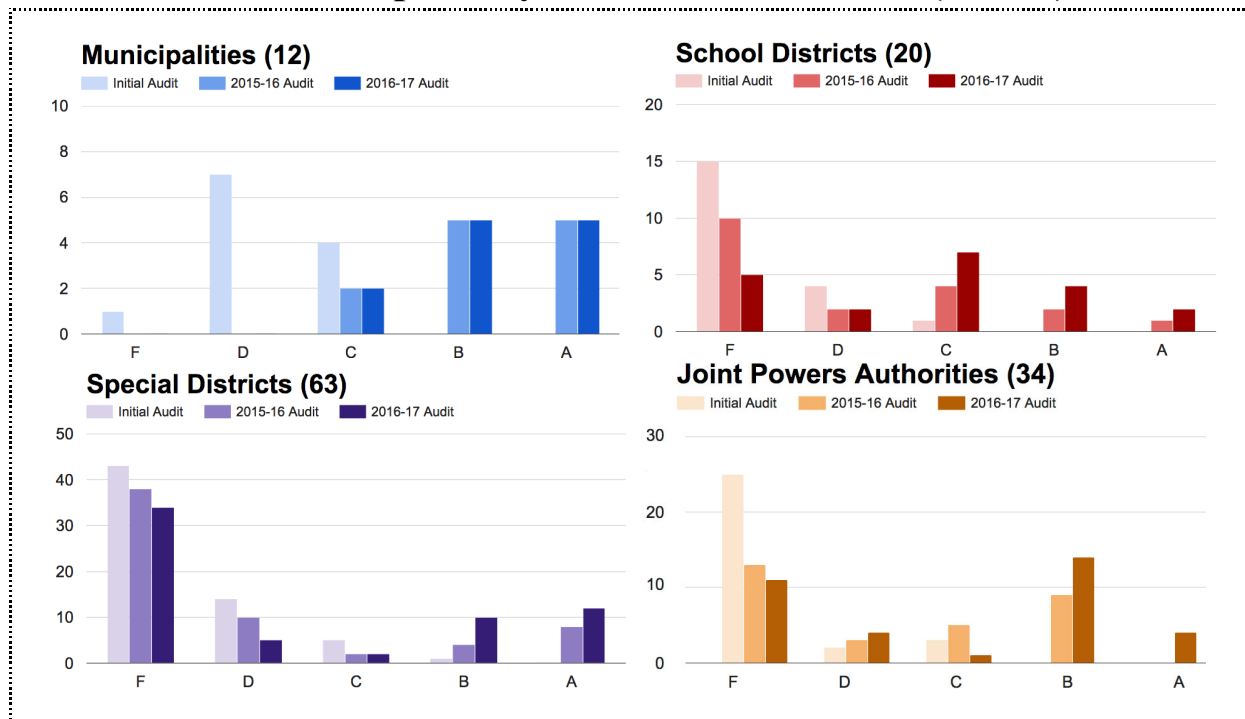 Municipalities (12)
Initial Audit 2015-16 Audit 2016-17 Audit
10
8
6
4
2
0
F D C B A
School Districts (20)
Initial Audit 2015-16 Audit 2016-17 Audit
20
15
10
5
0
F D C B A
Special Districts (63)
Initial Audit 2015-16 Audit 2016-17 Audit
50
40
30
20
10
0
F D C B A
Joint Powers Authorities (34)
Initial Audit 2015-16 Audit 2016-17 Audit
30
20
10
0
F D C B A